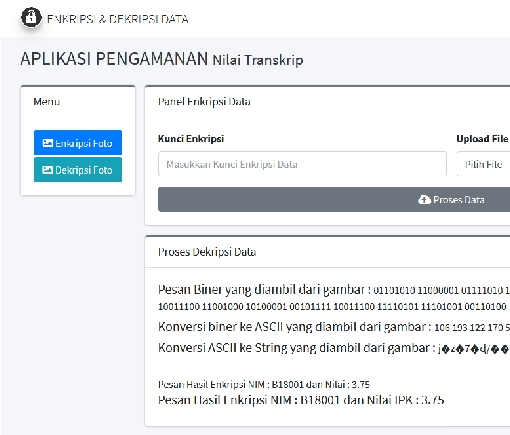 ENKRIPSI & DEKRIPSI DATA
APLIKASI PENGAMANAN Nilai Transkrip
Menu
Enkripsi Foto
Dekripsi Foto
Panel Enkripsi Data
Kunci Enkripsi
Upload File
Masukkan Kunci Enkripsi Data
Pilih File
Proses Data
Proses Dekripsi Data
Pesan Biner yang diambil dari gambar : 01101010 11000001 01111010 1
10011100 11001000 10100001 00101111 10011100 11110101 11101001 00110100
Konversi biner ke ASCII yang diambil dari gambar : 106 193 122 170 5
Konversi ASCII ke String yang diambil dari gambar : j�z�7�
Pesan Hasil Enkripsi NIM : B18001 dan Nilai : 3.75
Pesan Hasil Enkripsi NIM : B18001 dan Nilai IPK : 3.75